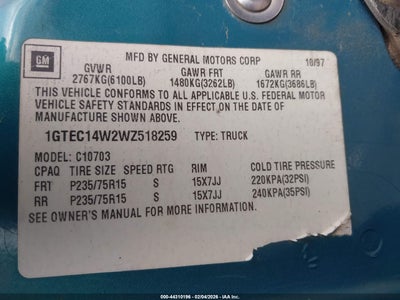 GM
MFD BY GENERAL MOTORS CORP 10/97
GVWR GAWR FRT GAWR RR
2767KG(6100LB) 1480KG(3262LB) 1672KG(3686LB)
THIS VEHICLE CONFORMS TO ALL APPLICABLE U.S. FEDERAL MOTOR
VEHICLE SAFETY STANDARDS IN EFFECT ON THE DATE OF
MANUFACTURE SHOWN ABOVE.
1GTEC14W2WZ518259 TYPE: TRUCK
MODEL: C10703
CPAQ TIRE SIZE SPEED RTG RIM COLD TIRE PRESSURE
FRT P235/75R15 S 15X7JJ 220KPA(32PSI)
RR P235/75R15 S 15X7JJ 240KPA(35PSI)
SEE OWNER'S MANUAL FOR MORE INFORMATION.
000-44310196 - 02/04/2026 - IAAI.COM